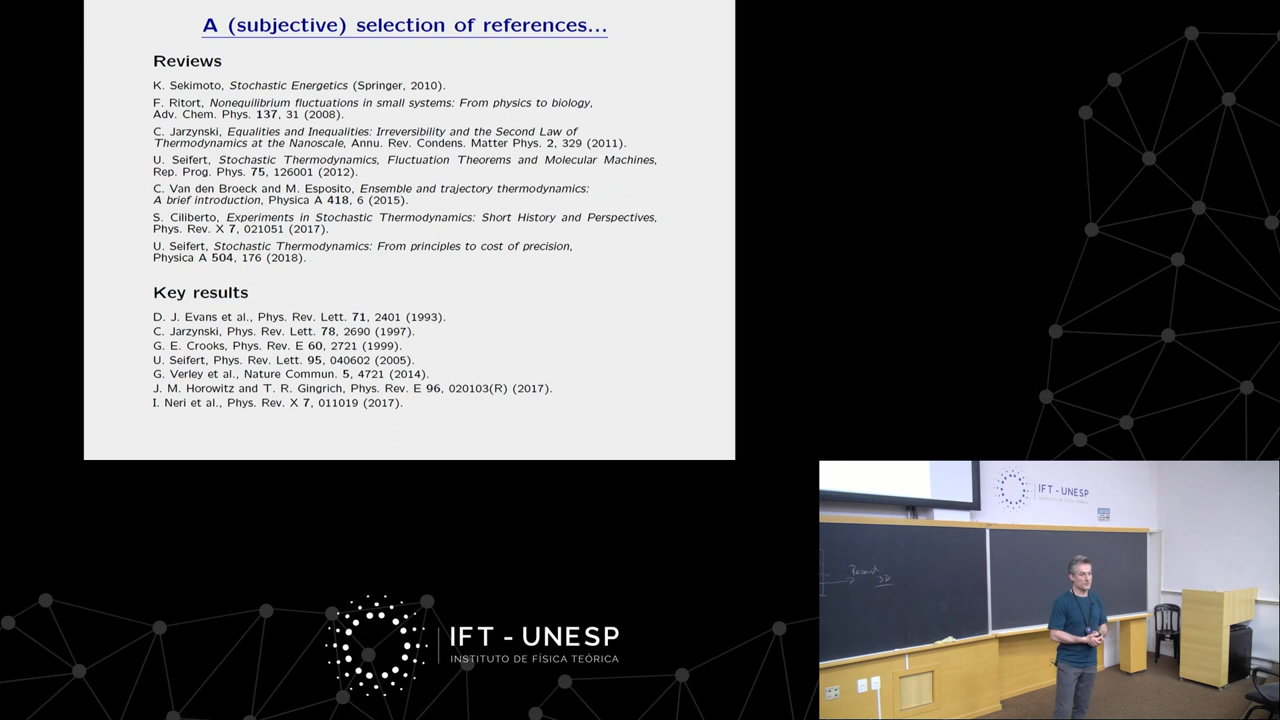 A (subjective) selection of references...
Reviews
K. Sekimoto, Stochastic Energetics (Springer, 2010).
F. Ritort, Nonequilibrium fluctuations in small systems: From physics to biology,
Adv. Chem. Phys. 137, 31 (2008).
C. Jarzynski, Equalities and Inequalities: Irreversibility and the Second Law of
Thermodynamics at the Nanoscale, Annu. Rev. Condens. Matter Phys. 2, 329 (2011).
U. Seifert, Stochastic Thermodynamics, Fluctuation Theorems and Molecular Machines,
Rep. Prog. Phys. 75, 126001 (2012).
C. Van den Broeck and M. Esposito, Ensemble and trajectory thermodynamics:
A brief introduction, Physica A 418, 6 (2015).
S. Ciliberto, Experiments in Stochastic Thermodynamics: Short History and Perspectives,
Phys. Rev. X 7, 021051 (2017).
U. Seifert, Stochastic Thermodynamics: From principles to cost of precision,
Physica A 504, 176 (2018).
Key results
D. J. Evans et al., Phys. Rev. Lett. 71, 2401 (1993).
C. Jarzynski, Phys. Rev. Lett. 78, 2690 (1997).
G. E. Crooks, Phys. Rev. E 60, 2721 (1999).
U. Seifert, Phys. Rev. Lett. 95, 040602 (2005).
G. Verley et al., Nature Commun. 5, 4721 (2014).
J. M. Horowitz and T. R. Gingrich, Phys. Rev. E 96, 020103(R) (2017).
I. Neri et al., Phys. Rev. X 7, 011019 (2017).
IFT - UNESP
INSTITUTO DE FÍSICA TEÓRICA
IFT - UNESP
INSTITUTO DE FÍSICA TEÓRICA